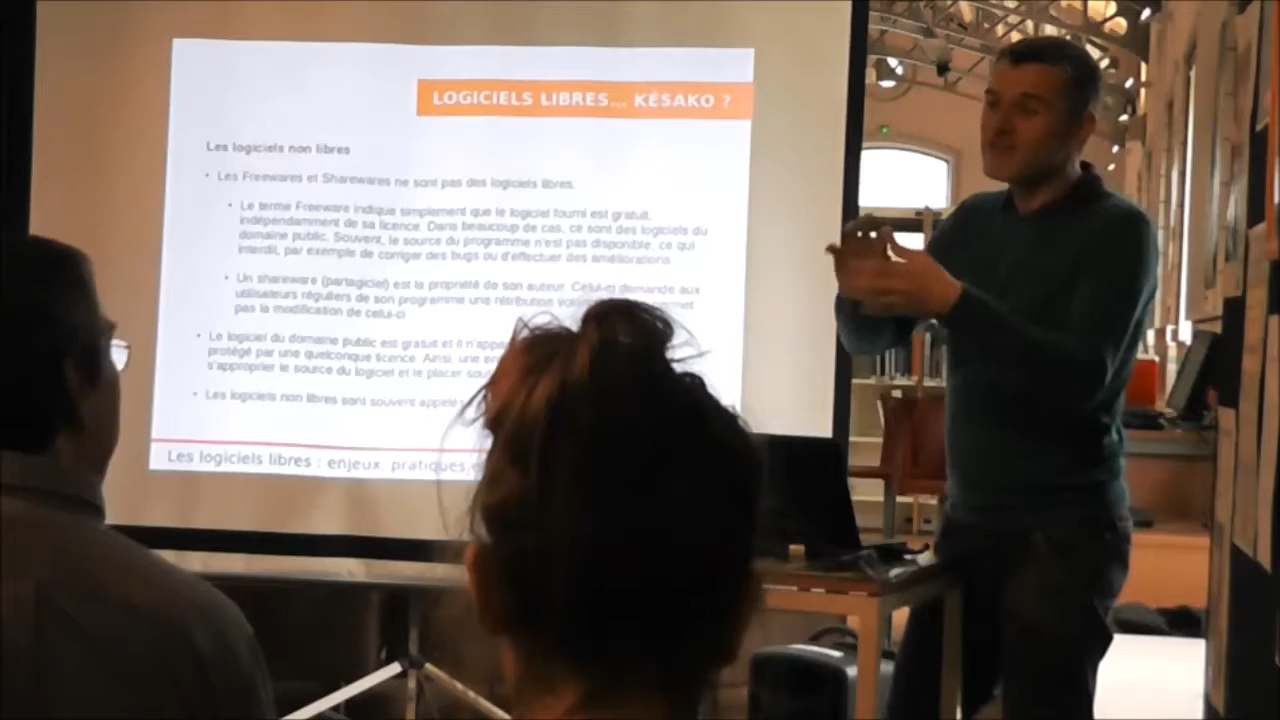 LOGICIELS LIBRES... KESAKO ?
Les logiciels non libres
• Les Freewares et Sharewares ne sont pas des logiciels libres.
• Le terme Freeware indique simplement que le logiciel fourni est gratuit,
indépendamment de sa licence. Dans beaucoup de cas, ce sont des logiciels du
domaine public. Souvent, le source du programme n'est pas disponible, ce qui
interdit, par exemple de corriger des bugs ou d'effectuer des améliorations
• Un shareware (partagiciel) est la propriété de son auteur. Celui-ci demande aux
utilisateurs réguliers de son programme une rétribution
pas la modification de celui-ci
• Le logiciel du domaine public est gratuit et il
protégé par une quelconque licence. Ainsi, une
s'approprier le source du logiciel et le placer
• Les logiciels non libres sont souvent
Les logiciels libres : enjeux, pratiques